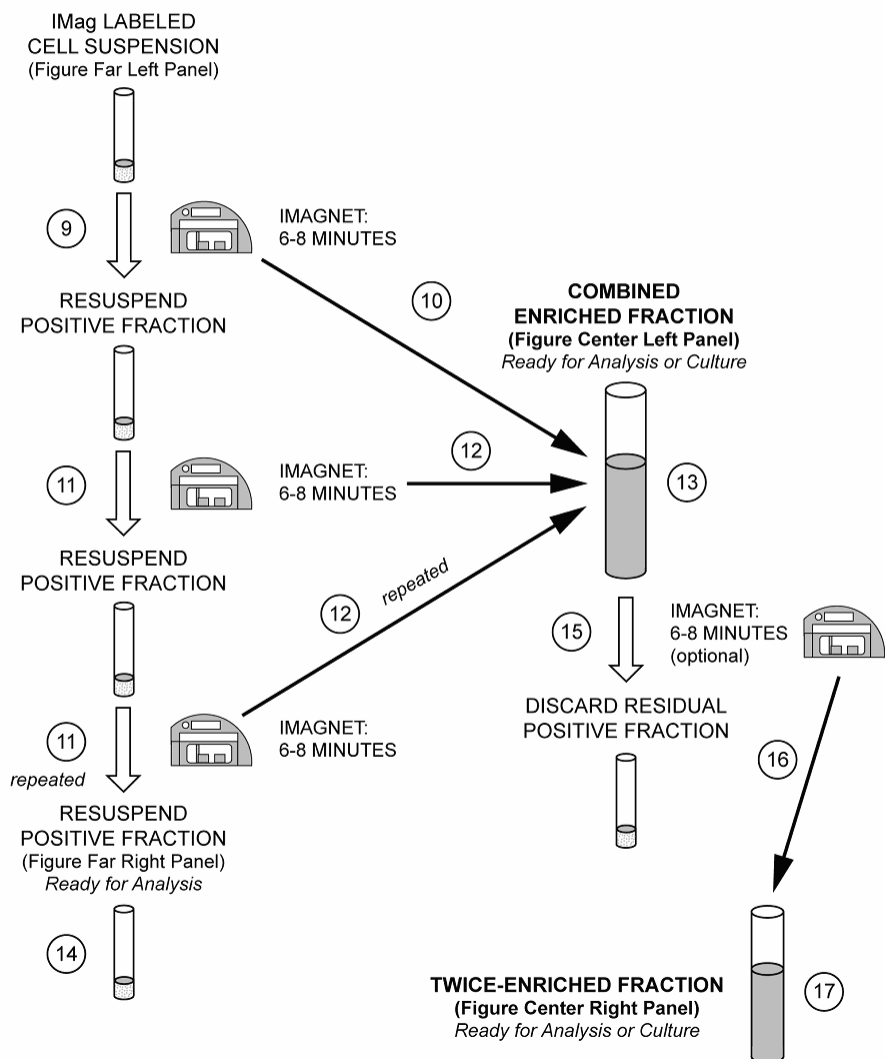 IMag LABELED
CELL SUSPENSION
(Figure Far Left Panel)
9
IMAGNET:
6-8 MINUTES
10
RESUSPEND
POSITIVE FRACTION
COMBINED
ENRICHED FRACTION
(Figure Center Left Panel)
Ready for Analysis or Culture
11
IMAGNET:
6-8 MINUTES
12
13
RESUSPEND
POSITIVE FRACTION
12
repeated
15
IMAGNET:
6-8 MINUTES
(optional)
DISCARD RESIDUAL
POSITIVE FRACTION
11
repeated
IMAGNET:
6-8 MINUTES
16
RESUSPEND
POSITIVE FRACTION
(Figure Far Right Panel)
Ready for Analysis
14
TWICE-ENRICHED FRACTION
(Figure Center Right Panel)
Ready for Analysis or Culture
17